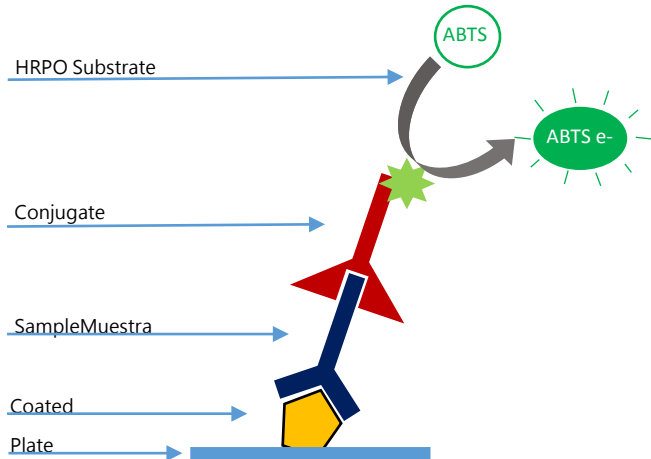 ABTS
HRPO Substrate
ABTS e-
Conjugate
SampleMuestra
Coated
Plate